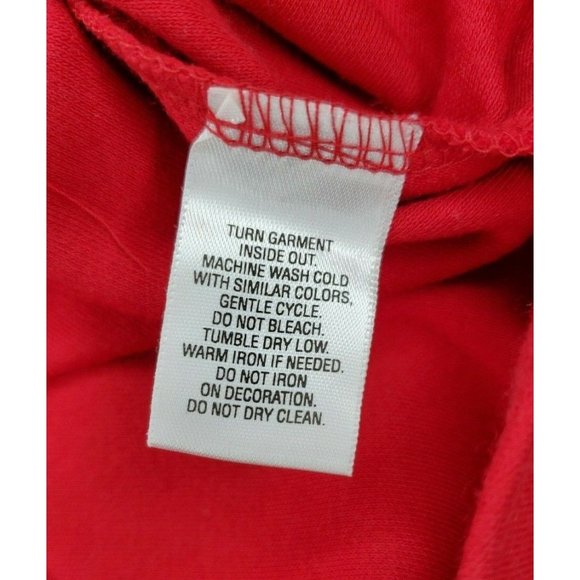 TURN GARMENT
INSIDE OUT.
MACHINE WASH COLD
WITH SIMILAR COLORS,
GENTLE CYCLE.
DO NOT BLEACH.
TUMBLE DRY LOW.
WARM IRON IF NEEDED.
DO NOT IRON
ON DECORATION.
DO NOT DRY CLEAN.